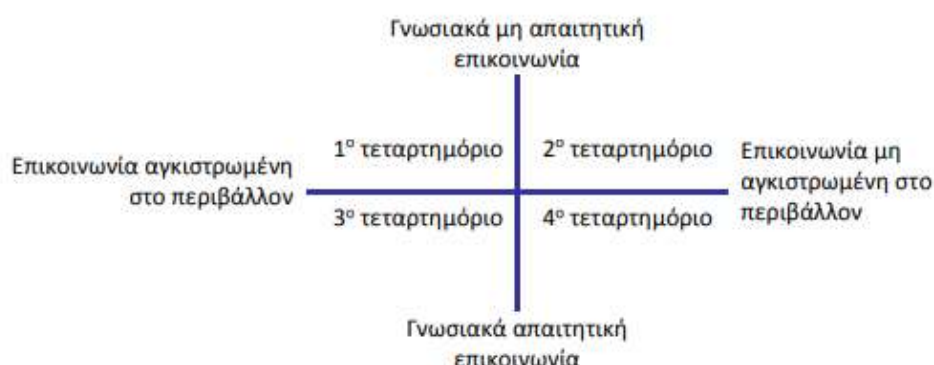 Γνωσιακά μη απαιτητική
επικοινωνία
Επικοινωνία αγκιστρωμένη
στο περιβάλλον
1ο τεταρτημόριο
2ο τεταρτημόριο
Επικοινωνία μη
αγκιστρωμένη στο
περιβάλλον
3ο τεταρτημόριο
4ο τεταρτημόριο
Γνωσιακά απαιτητική
επικοινωνία